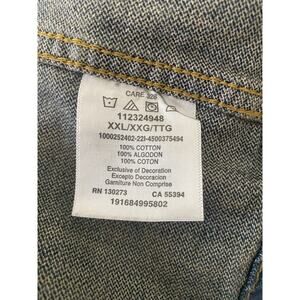 CARE 328
112324948
XXL/XXG/TTG
1000252402-22I-4500375494
100% COTTON
100% ALGODON
100% COTON
Exclusive of Decoration
Excepto Decoracion
Garniture Non Comprise
RN 130273 CA 55394
191684995802